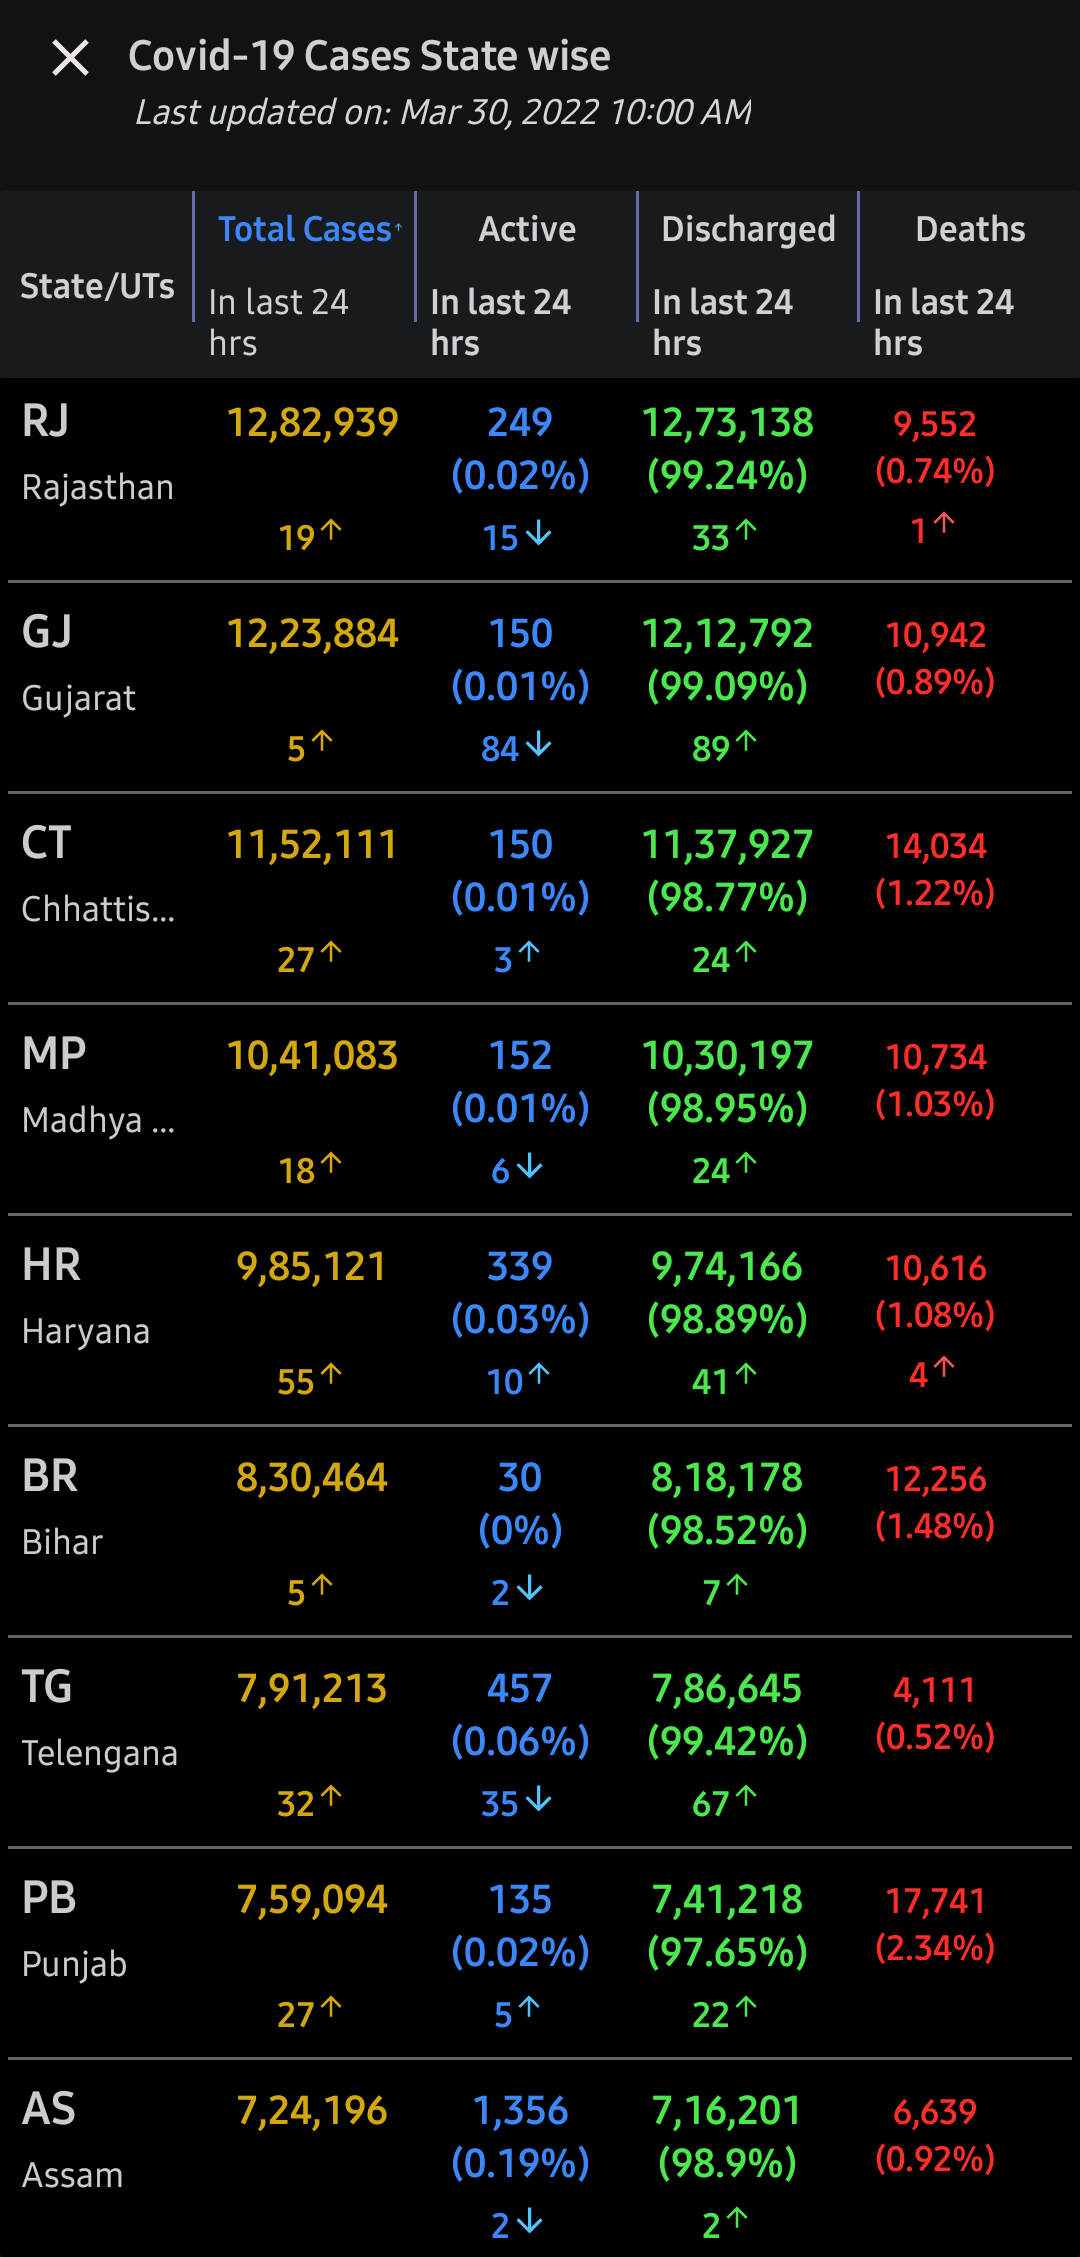 Covid-19 Cases State wise
Last updated on: Mar 30, 2022 10:00 AM
State/UTs Total Cases↑ Active Discharged Deaths
In last 24 hrs In last 24 hrs In last 24 hrs In last 24 hrs
RJ 12,82,939 249 12,73,138 9,552
Rajasthan (0.02%) (99.24%) (0.74%)
19↑ 15↓ 33↑ 1↑
GJ 12,23,884 150 12,12,792 10,942
Gujarat (0.01%) (99.09%) (0.89%)
5↑ 84↓ 89↑
CT 11,52,111 150 11,37,927 14,034
Chhattis... (0.01%) (98.77%) (1.22%)
27↑ 3↑ 24↑
MP 10,41,083 152 10,30,197 10,734
Madhya ... (0.01%) (98.95%) (1.03%)
18↑ 6↓ 24↑
HR 9,85,121 339 9,74,166 10,616
Haryana (0.03%) (98.89%) (1.08%)
55↑ 10↑ 41↑ 4↑
BR 8,30,464 30 8,18,178 12,256
Bihar (0%) (98.52%) (1.48%)
5↑ 2↓ 7↑
TG 7,91,213 457 7,86,645 4,111
Telengana (0.06%) (99.42%) (0.52%)
32↑ 35↓ 67↑
PB 7,59,094 135 7,41,218 17,741
Punjab (0.02%) (97.65%) (2.34%)
27↑ 5↑ 22↑
AS 7,24,196 1,356 7,16,201 6,639
Assam (0.19%) (98.9%) (0.92%)
2↓ 2↑